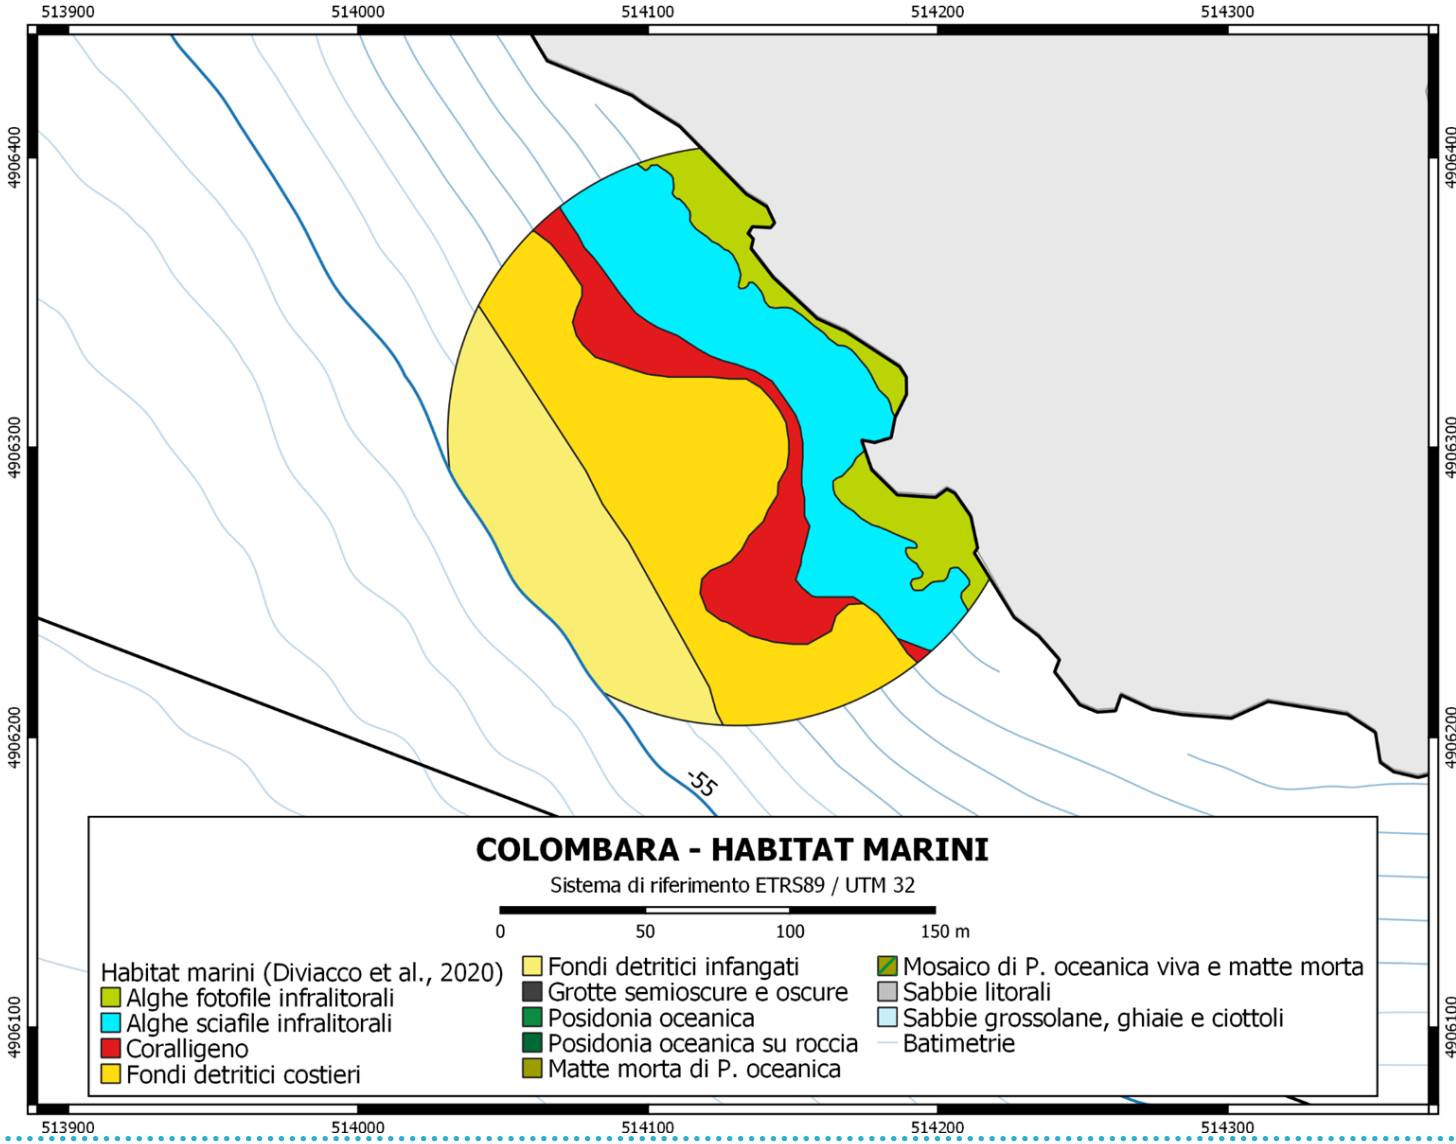 513900 514000 514100 514200 514300
4906400 4906400
4906300 4906300
4906200 4906200
4906100 4906100
-55
COLOMBARA - HABITAT MARINI
Sistema di riferimento ETRS89 / UTM 32
0 50 100 150 m
Habitat marini (Diviacco et al., 2020)
Alghe fotofile infralitorali
Alghe sciafile infralitorali
Coralligeno
Fondi detritici costieri
Fondi detritici infangati
Grotte semioscure e oscure
Posidonia oceanica
Posidonia oceanica su roccia
Matte morta di P. oceanica
Mosaico di P. oceanica viva e matte morta
Sabbie litorali
Sabbie grossolane, ghiaie e ciottoli
Batimetrie
513900 514000 514100 514200 514300